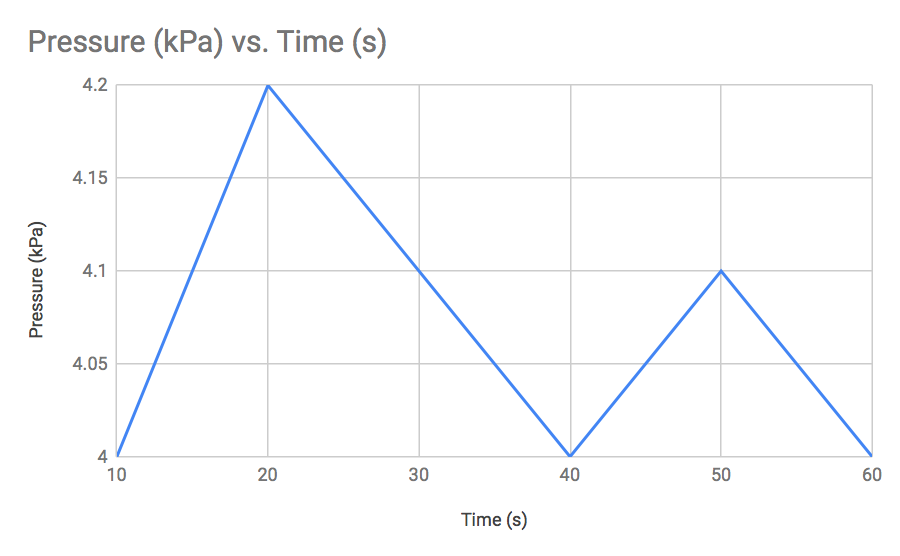 Pressure (kPa) vs. Time (s)
4.2
4.15
4.1
4.05
4
Pressure (kPa)
10 20 30 40 50 60
Time (s)